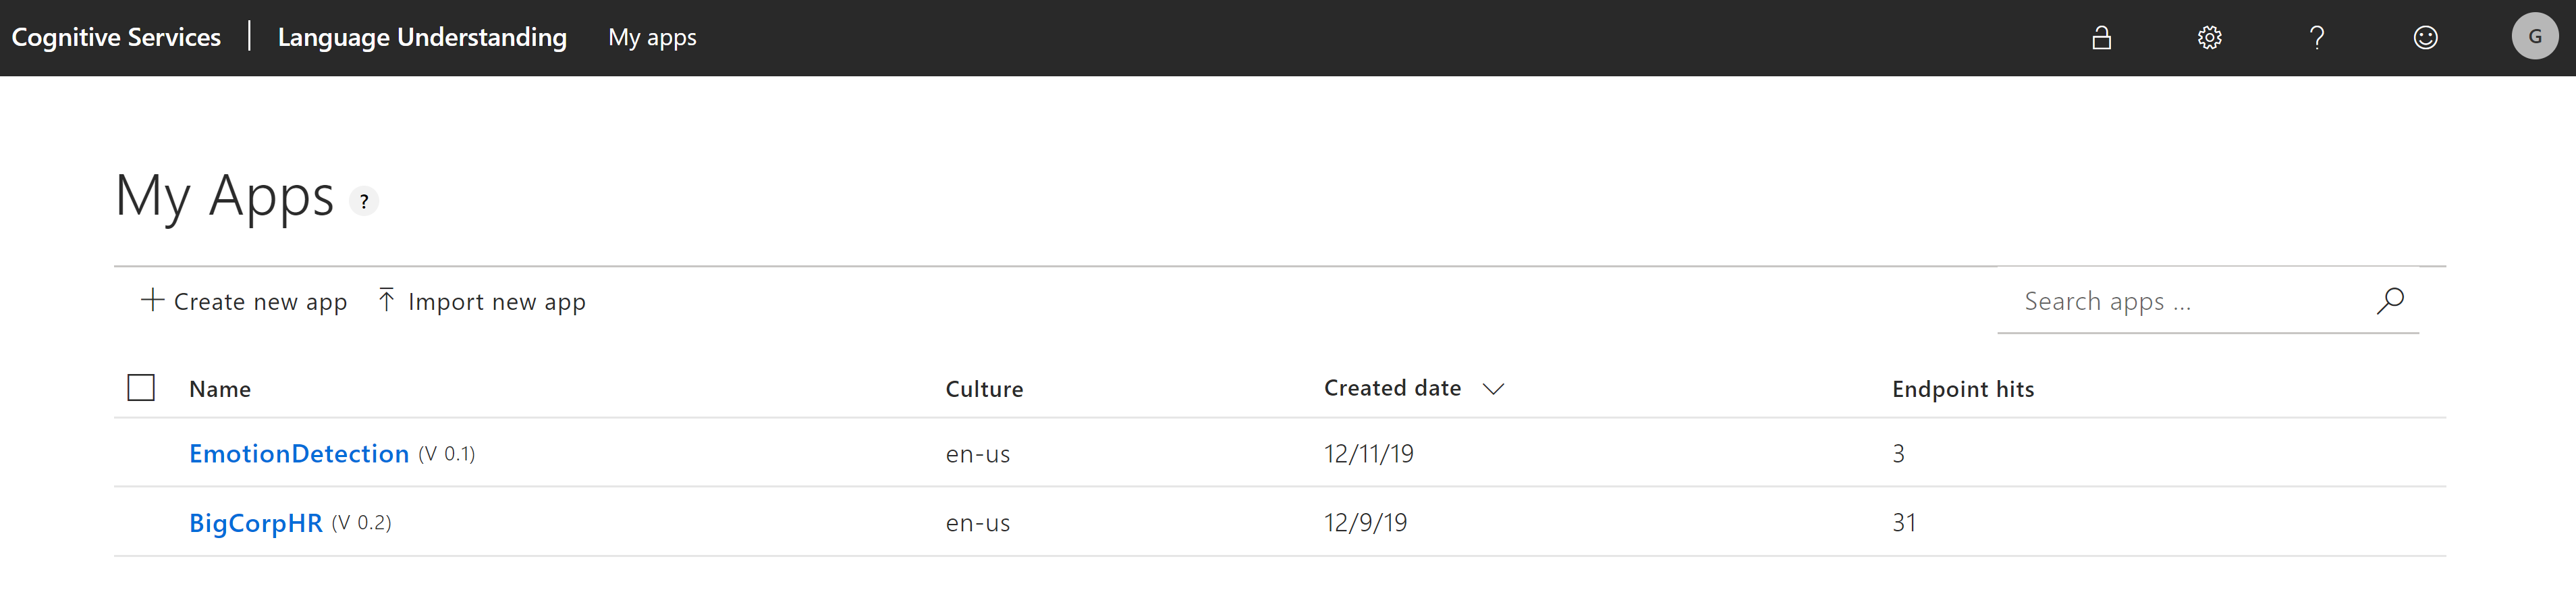 Cognitive Services | Language Understanding My apps ? G
My Apps ?
+ Create new app Import new app Search apps ...
Name Culture Created date Endpoint hits
EmotionDetection (V 0.1) en-us 12/11/19 3
BigCorpHR (V 0.2) en-us 12/9/19 31